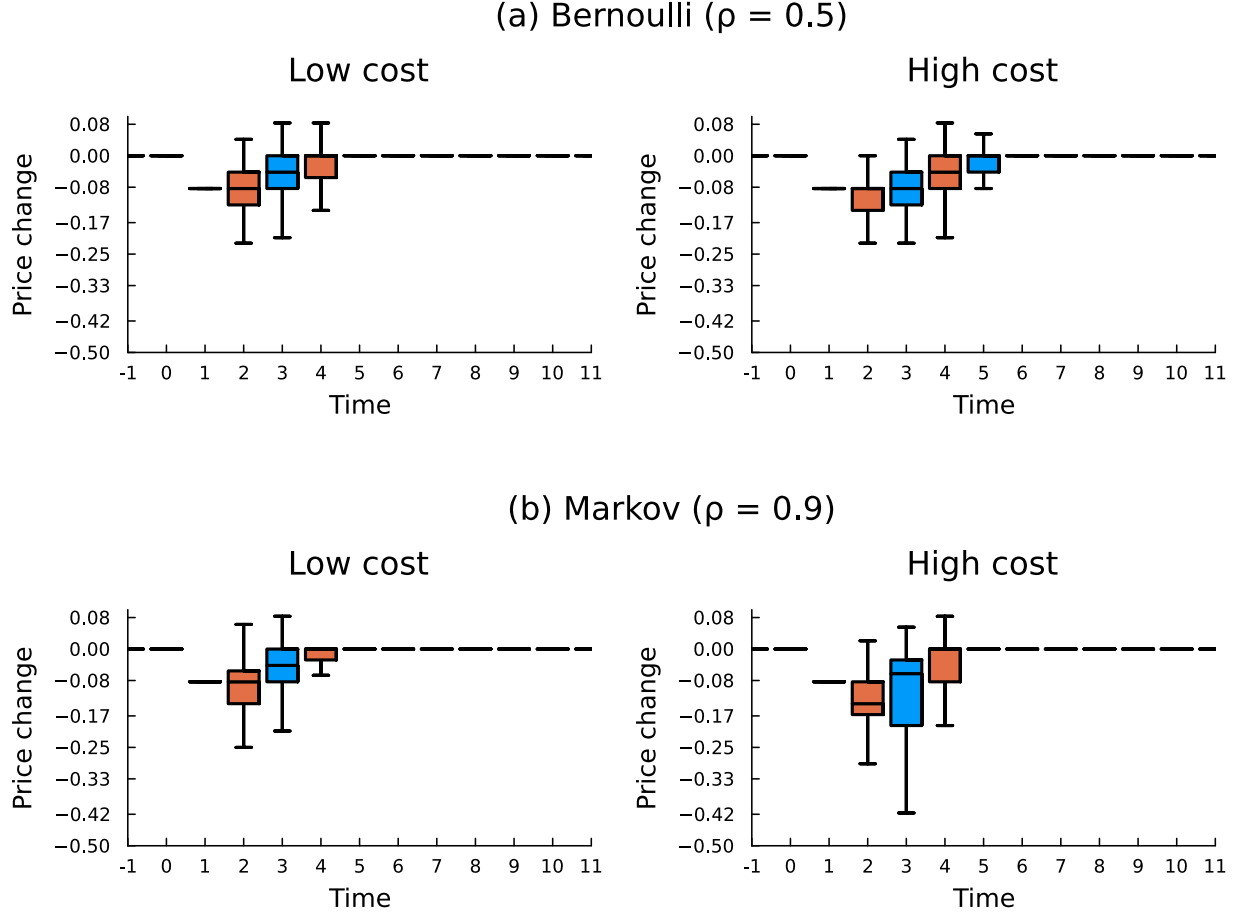 (a) Bernoulli (ρ = 0.5)
Low cost
High cost
Price change
0.08
0.00
−0.08
−0.17
−0.25
−0.33
−0.42
−0.50
-1 0 1 2 3 4 5 6 7 8 9 10 11
Time
Price change
0.08
0.00
−0.08
−0.17
−0.25
−0.33
−0.42
−0.50
-1 0 1 2 3 4 5 6 7 8 9 10 11
Time
(b) Markov (ρ = 0.9)
Low cost
High cost
Price change
0.08
0.00
−0.08
−0.17
−0.25
−0.33
−0.42
−0.50
-1 0 1 2 3 4 5 6 7 8 9 10 11
Time
Price change
0.08
0.00
−0.08
−0.17
−0.25
−0.33
−0.42
−0.50
-1 0 1 2 3 4 5 6 7 8 9 10 11
Time